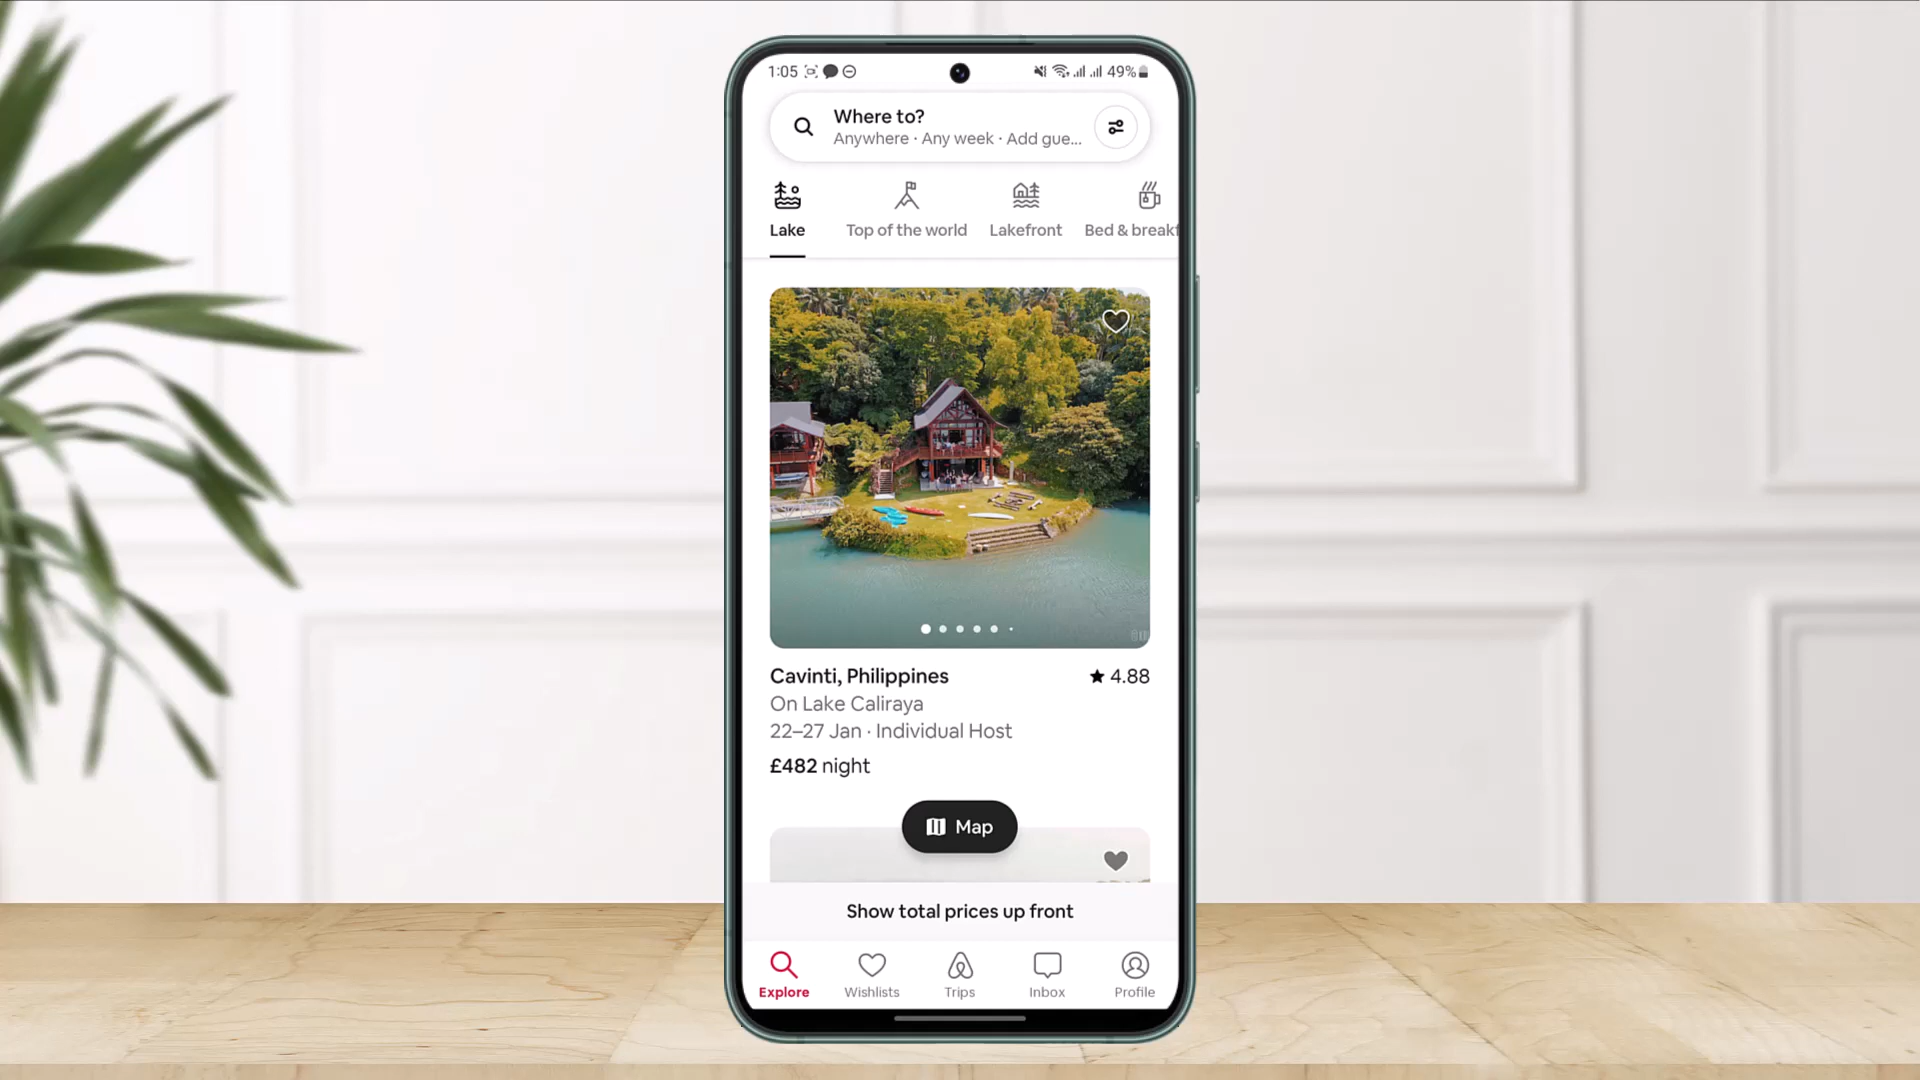 1:05
49%
Where to?
Anywhere · Any week · Add gue...
Lake
Top of the world
Lakefront
Bed & breakf
Cavinti, Philippines
★ 4.88
On Lake Caliraya
22–27 Jan · Individual Host
£482 night
Map
Show total prices up front
Explore
Wishlists
Trips
Inbox
Profile